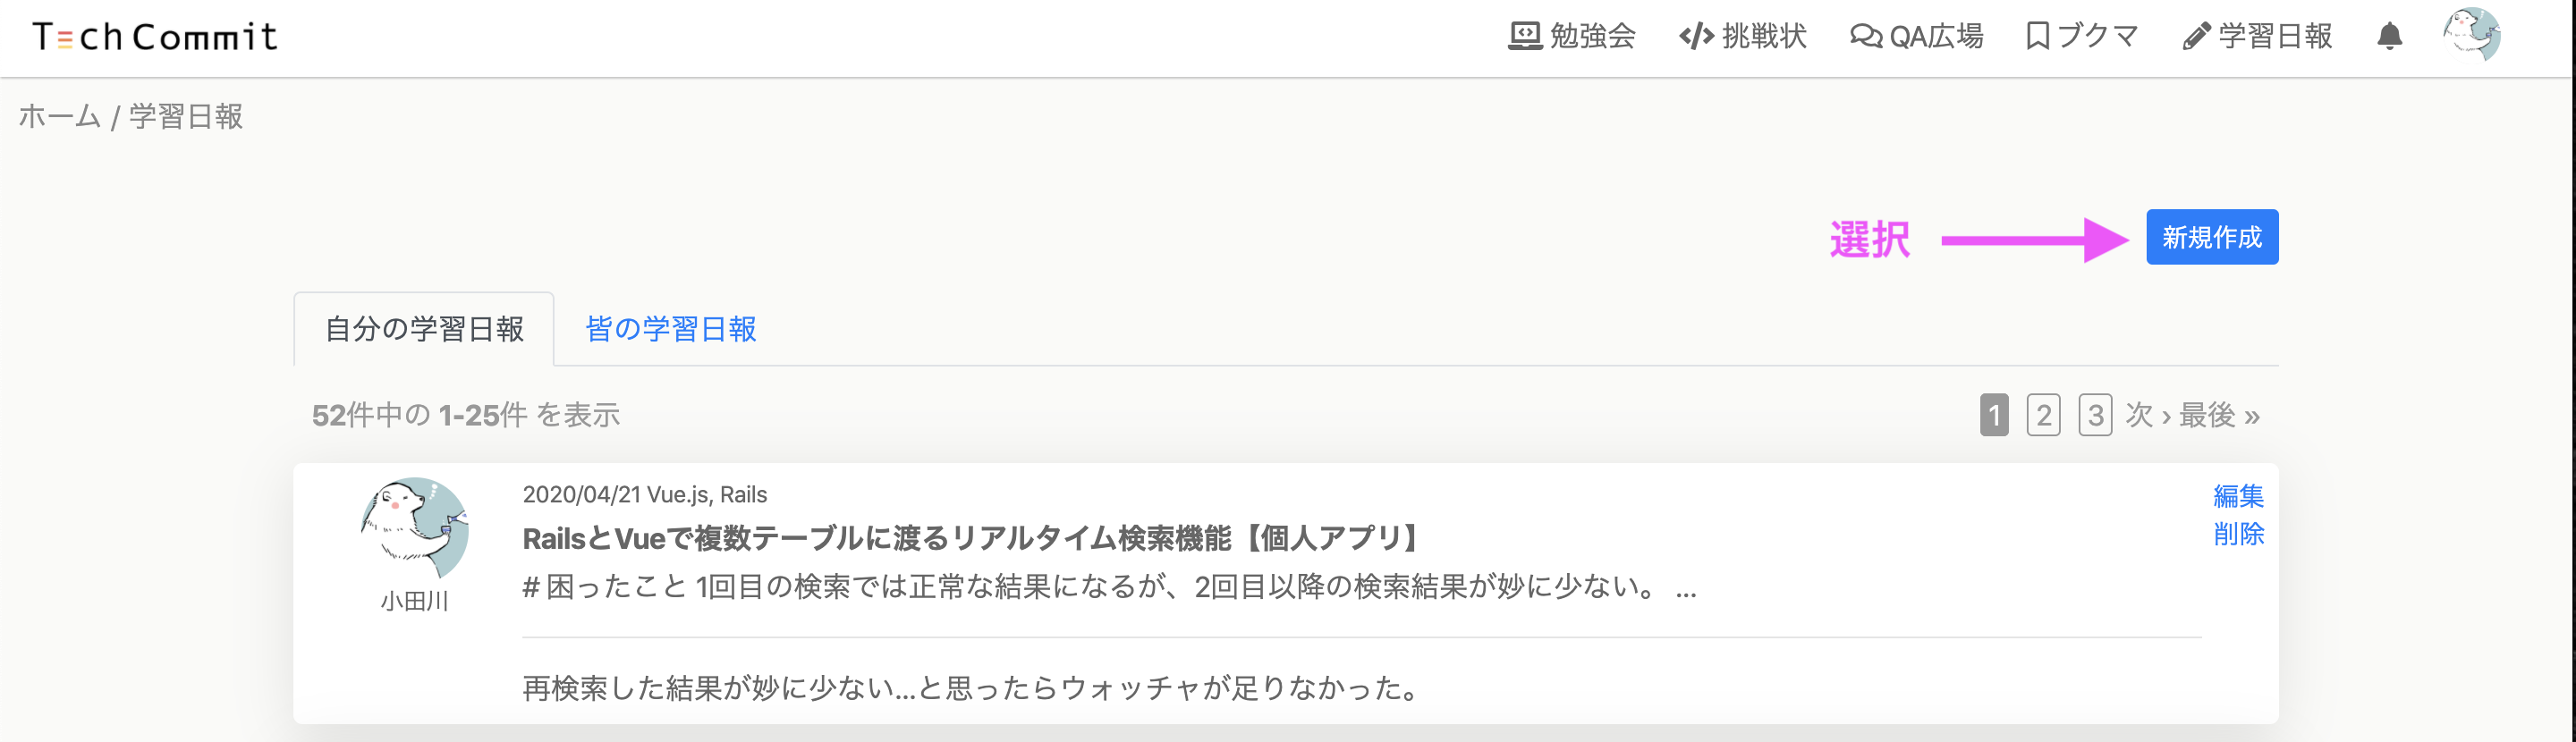 Tech Commit
勉強会 挑戦状 QA広場 ブクマ 学習日報
ホーム / 学習日報
選択 新規作成
自分の学習日報 皆の学習日報
52件中の 1-25件 を表示 1 2 3 次 › 最後 »
2020/04/21 Vue.js, Rails 編集
RailsとVueで複数テーブルに渡るリアルタイム検索機能【個人アプリ】 削除
# 困ったこと 1回目の検索では正常な結果になるが、2回目以降の検索結果が妙に少ない。 ...
小田川
再検索した結果が妙に少ない...と思ったらウォッチャが足りなかった。